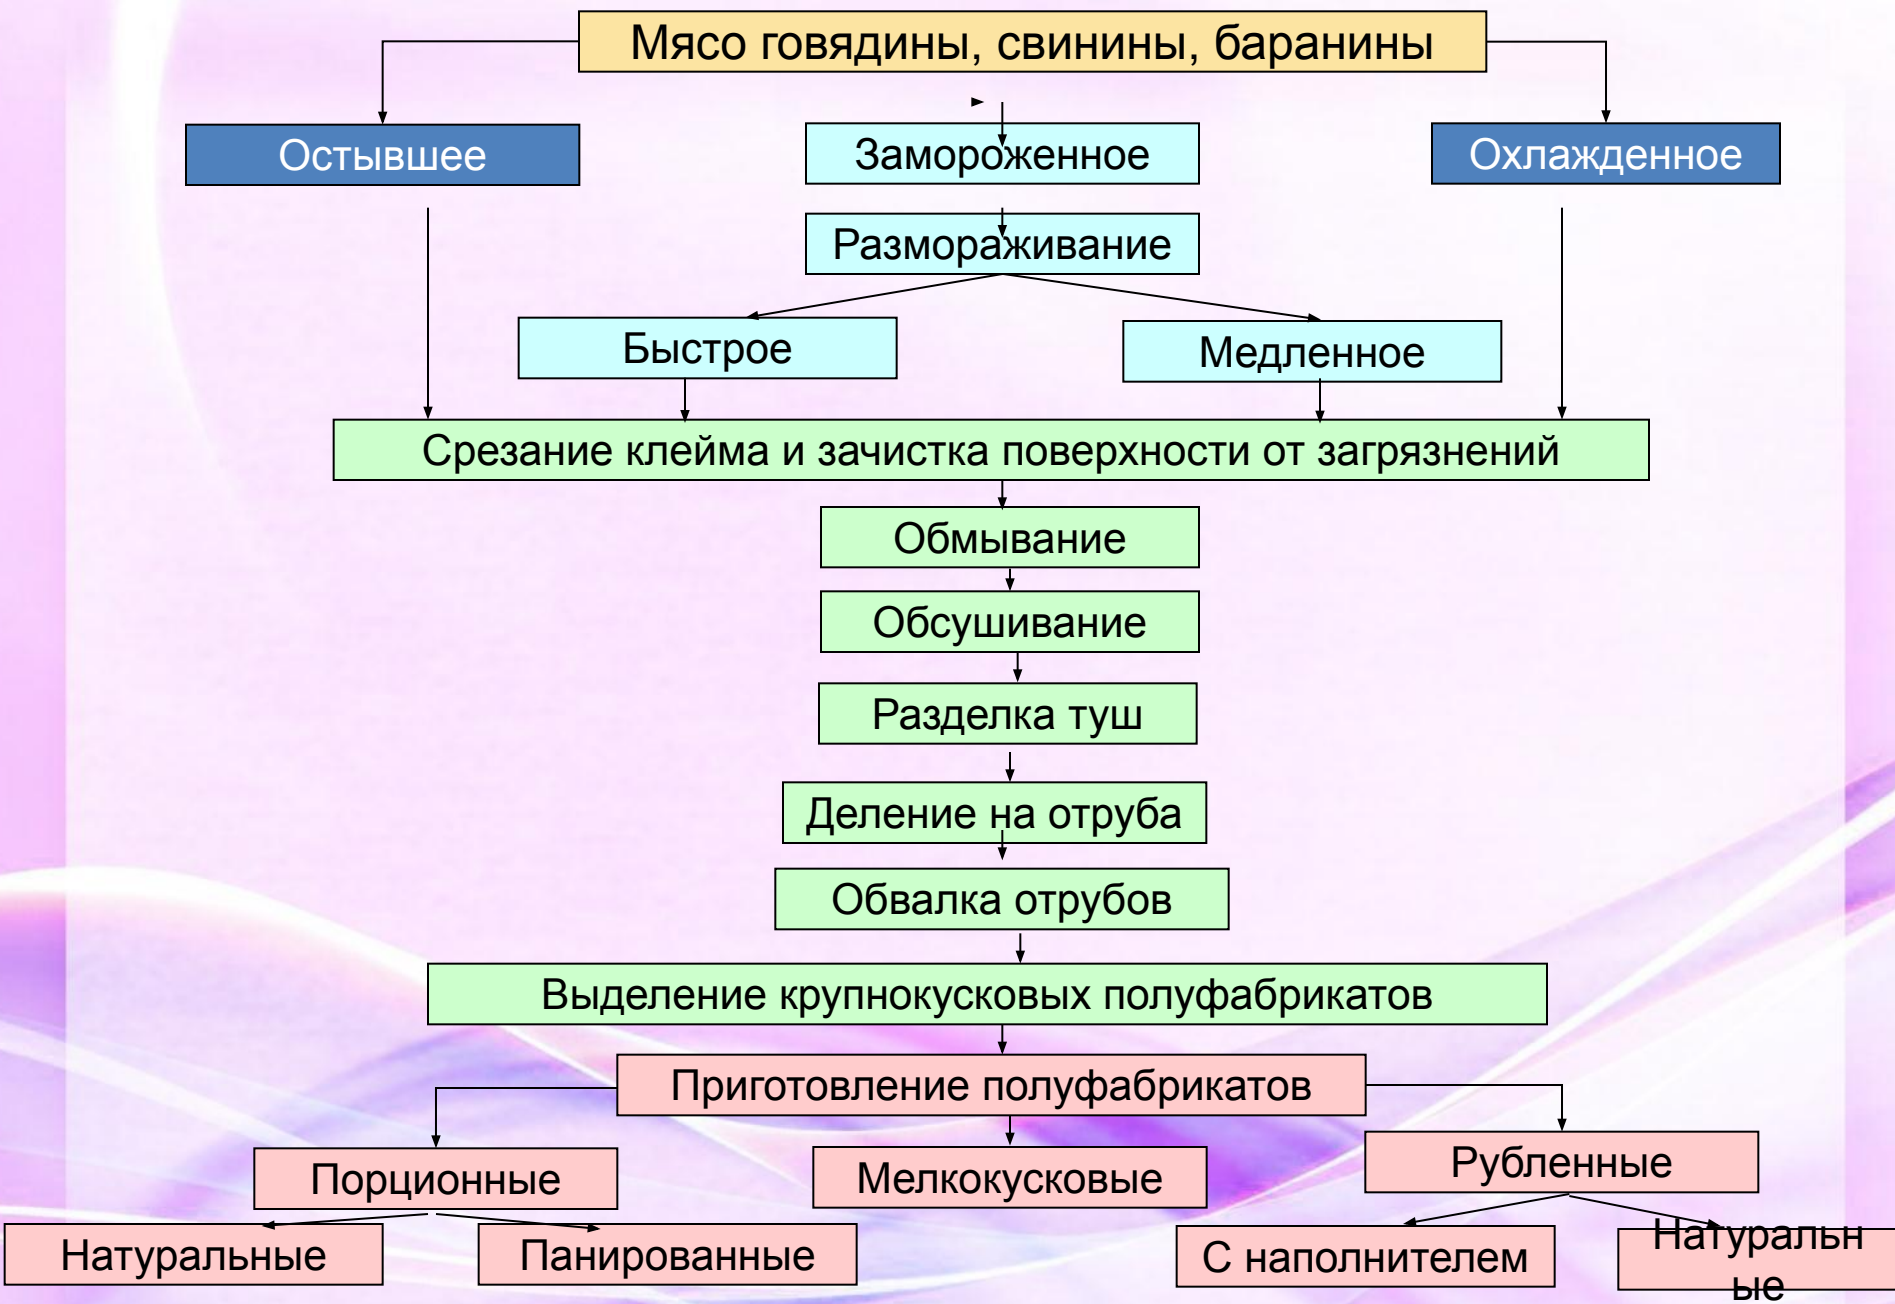 Мясо говядины, свинины, баранины
Остывшее
Замороженное
Охлажденное
Размораживание
Быстрое
Медленное
Срезание клейма и зачистка поверхности от загрязнений
Обмывание
Обсушивание
Разделка туш
Деление на отруба
Обвалка отрубов
Выделение крупнокусковых полуфабрикатов
Приготовление полуфабрикатов
Порционные
Мелкокусковые
Рубленные
Натуральные
Панированные
С наполнителем
Натуральн
ые